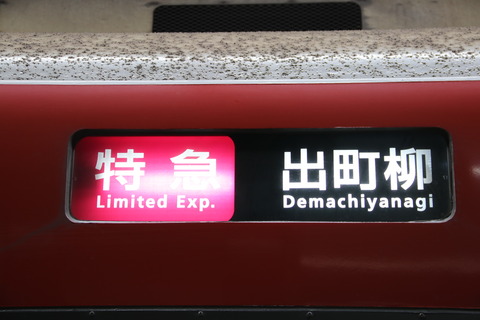 特急 出町柳
Limited Exp. Demachiyanagi